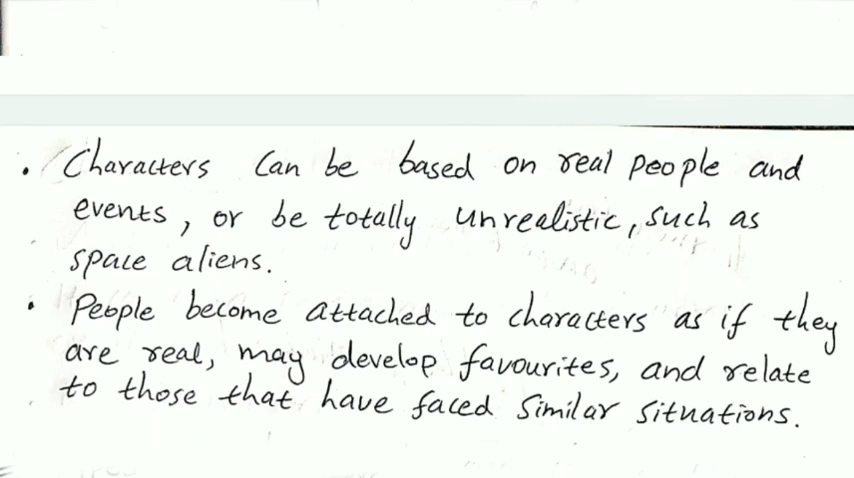 • Characters can be based on real people and
events, or be totally unrealistic, such as
space aliens.
• People become attached to characters as if they
are real, may develop favourites, and relate
to those that have faced similar situations.